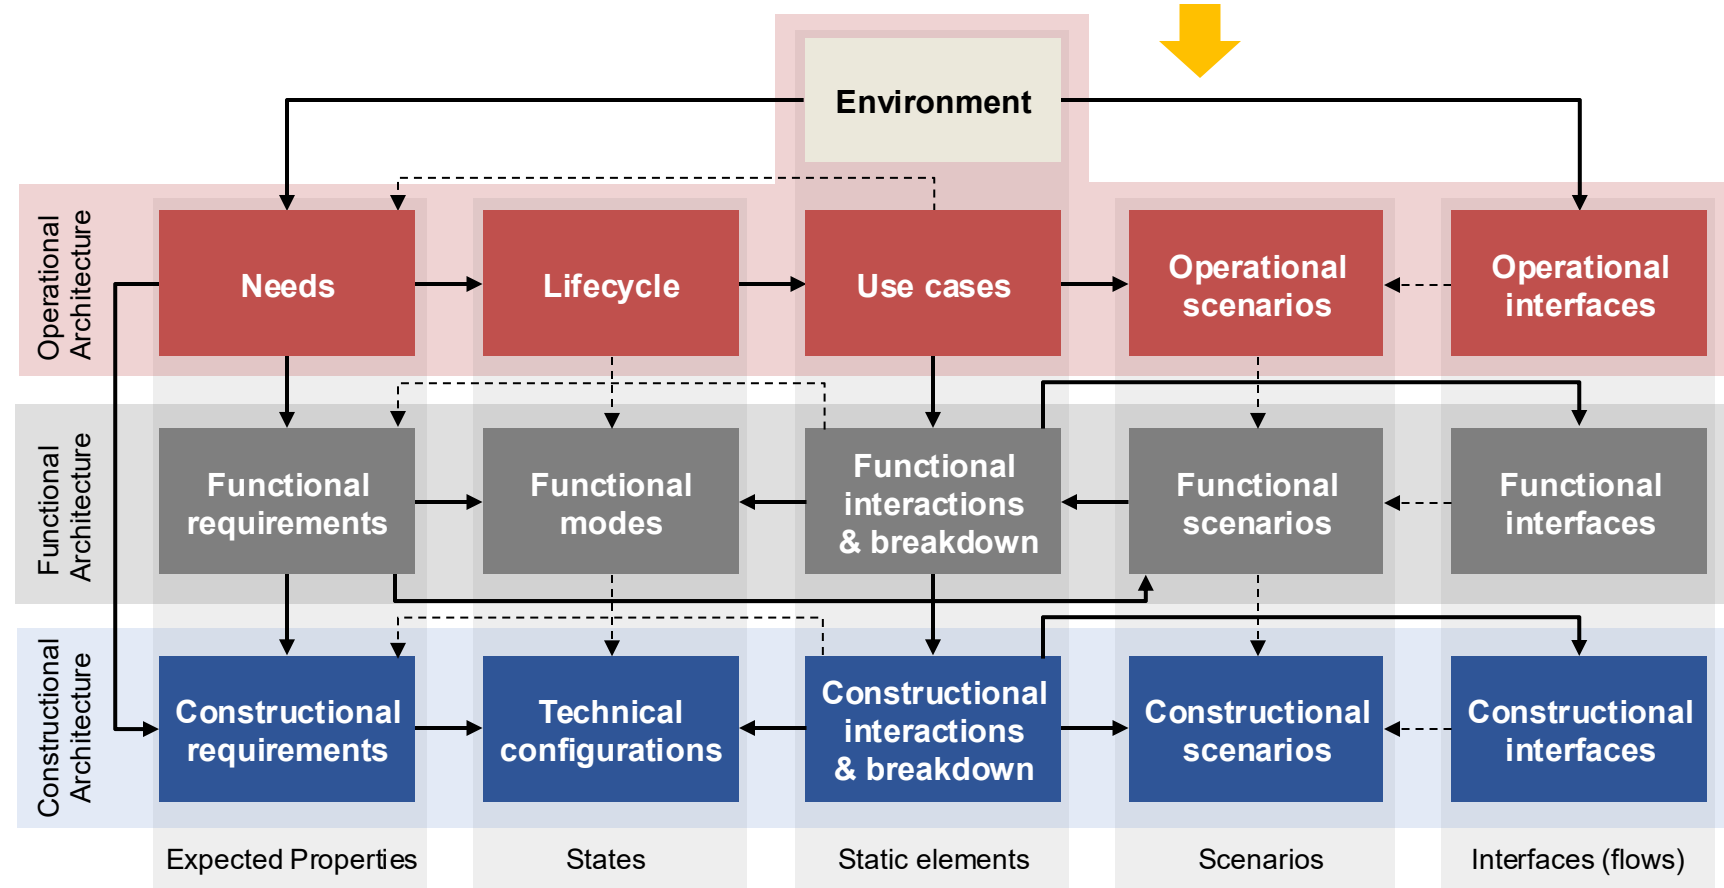 Environment
Operational
Architecture
Needs
Lifecycle
Use cases
Operational
scenarios
Operational
interfaces
Functional
Architecture
Functional
requirements
Functional
modes
Functional
interactions
& breakdown
Functional
scenarios
Functional
interfaces
Constructional
Architecture
Constructional
requirements
Technical
configurations
Constructional
interactions
& breakdown
Constructional
scenarios
Constructional
interfaces
Expected Properties
States
Static elements
Scenarios
Interfaces (flows)